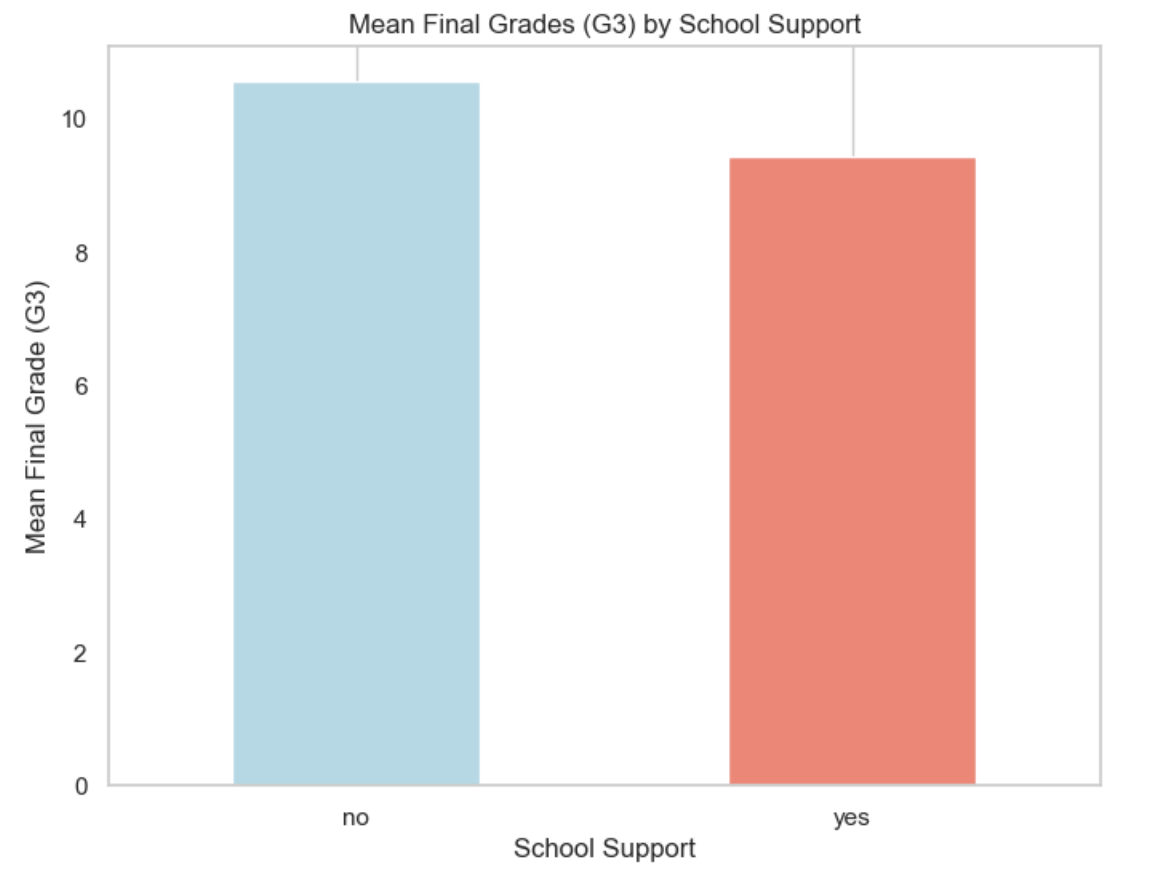 Mean Final Grades (G3) by School Support
10
8
6
4
2
0
Mean Final Grade (G3)
no
yes
School Support